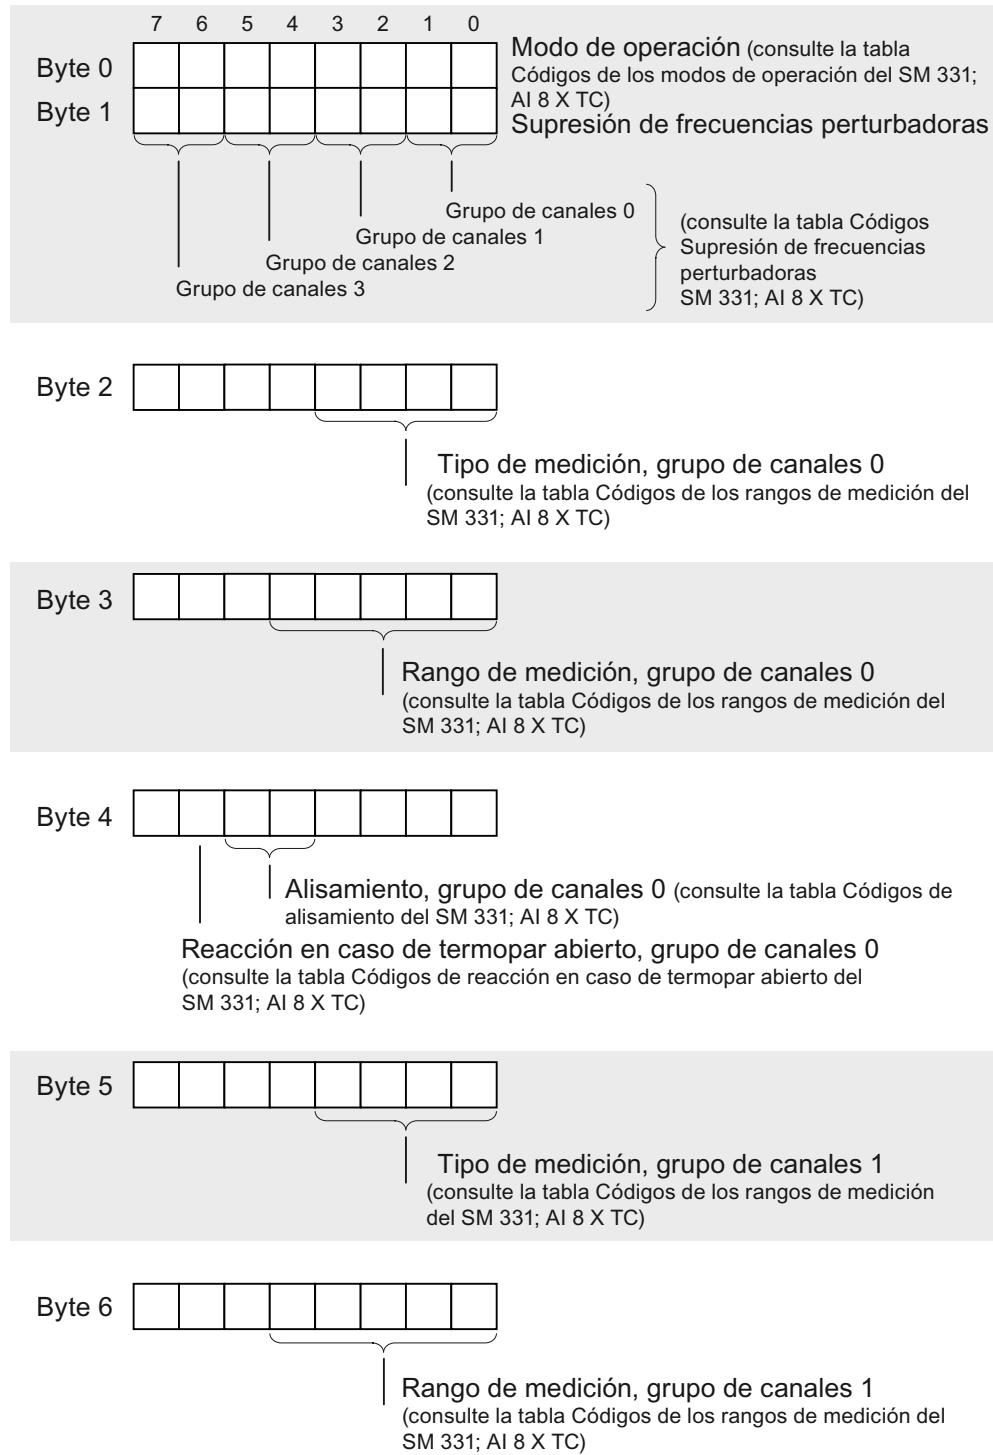 7 6 5 4 3 2 1 0
Byte 0
Byte 1
Modo de operación (consulte la tabla
Códigos de los modos de operación del SM 331;
AI 8 X TC)
Supresión de frecuencias perturbadoras
Grupo de canales 0
Grupo de canales 1
Grupo de canales 2
Grupo de canales 3
(consulte la tabla Códigos
Supresión de frecuencias
perturbadoras
SM 331; AI 8 X TC)
Byte 2
Tipo de medición, grupo de canales 0
(consulte la tabla Códigos de los rangos de medición del
SM 331; AI 8 X TC)
Byte 3
Rango de medición, grupo de canales 0
(consulte la tabla Códigos de los rangos de medición del
SM 331; AI 8 X TC)
Byte 4
Alisamiento, grupo de canales 0 (consulte la tabla Códigos de
alisamiento del SM 331; AI 8 X TC)
Reacción en caso de termopar abierto, grupo de canales 0
(consulte la tabla Códigos de reacción en caso de termopar abierto del
SM 331; AI 8 X TC)
Byte 5
Tipo de medición, grupo de canales 1
(consulte la tabla Códigos de los rangos de medición
del SM 331; AI 8 X TC)
Byte 6
Rango de medición, grupo de canales 1
(consulte la tabla Códigos de los rangos de medición del
SM 331; AI 8 X TC)